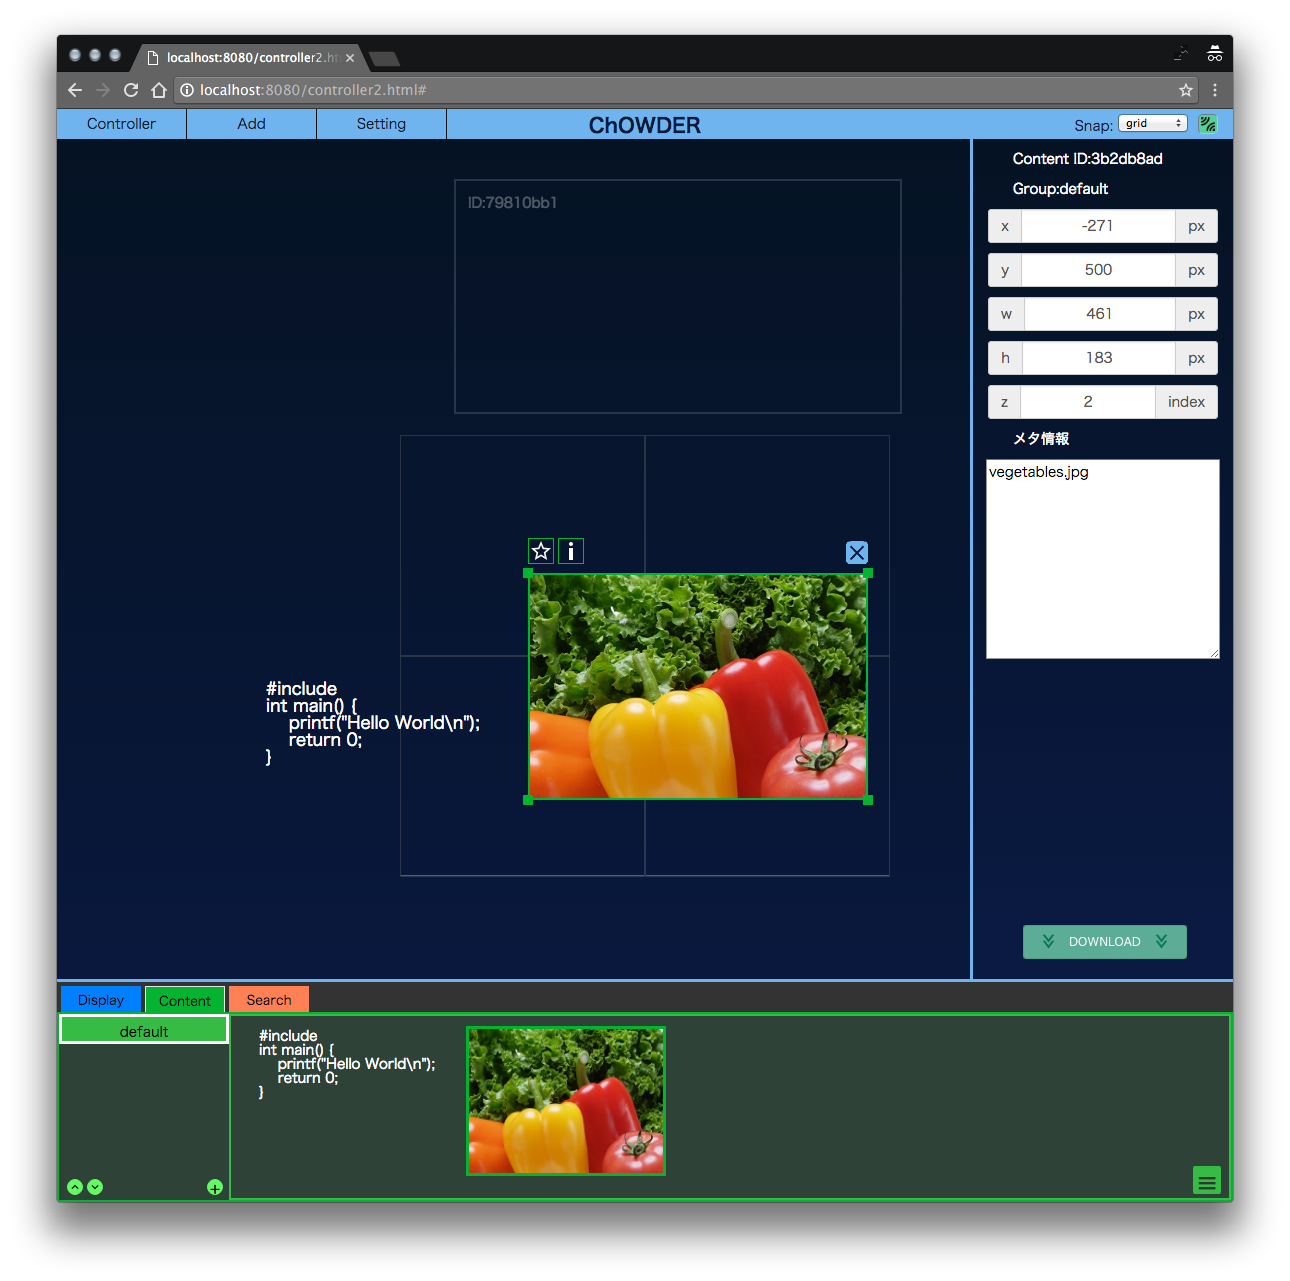 localhost:8080/controller2.h
localhost:8080/controller2.html#
Controller
Add
Setting
ChOWDER
Snap:
grid
ID:79810bb1
#include
int main() {
printf("Hello World\n");
return 0;
}
Content ID:3b2db8ad
Group:default
x -271 px
y 500 px
w 461 px
h 183 px
z 2 index
メタ情報
vegetables.jpg
DOWNLOAD
Display
Content
Search
default
#include
int main() {
printf("Hello World\n");
return 0;
}